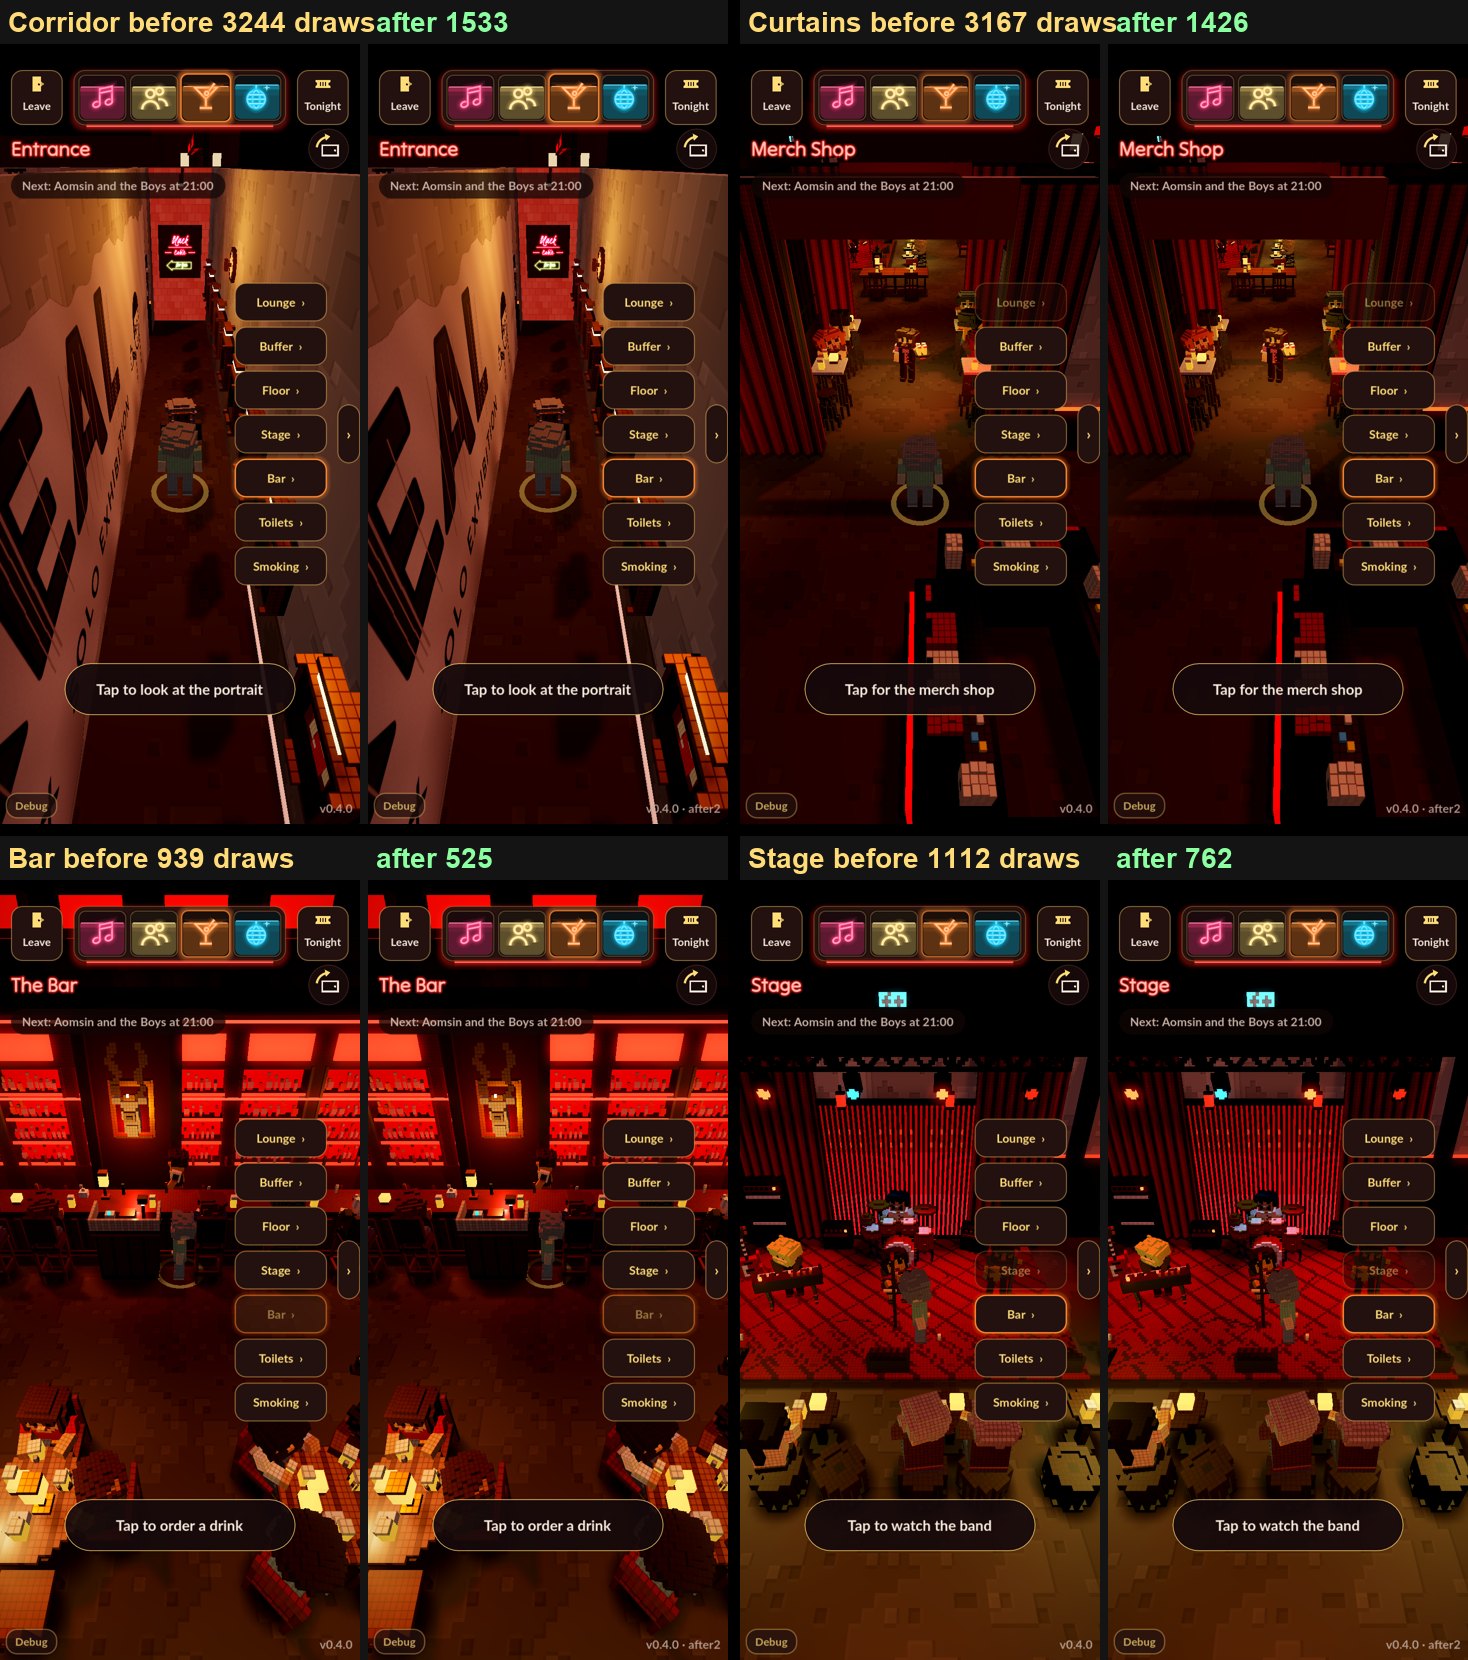 Corridor before 3244 draws
after 1533
Leave
Tonight
Entrance
Next: Aomsin and the Boys at 21:00
Lounge ›
Buffer ›
Floor ›
Stage ›
Bar ›
Toilets ›
Smoking ›
›
Tap to look at the portrait
Debug
v0.4.0
Leave
Tonight
Entrance
Next: Aomsin and the Boys at 21:00
Lounge ›
Buffer ›
Floor ›
Stage ›
Bar ›
Toilets ›
Smoking ›
›
Tap to look at the portrait
Debug
v0.4.0 · after2
Curtains before 3167 draws
after 1426
Leave
Tonight
Merch Shop
Next: Aomsin and the Boys at 21:00
Lounge ›
Buffer ›
Floor ›
Stage ›
Bar ›
Toilets ›
Smoking ›
›
Tap for the merch shop
Debug
v0.4.0
Leave
Tonight
Merch Shop
Next: Aomsin and the Boys at 21:00
Lounge ›
Buffer ›
Floor ›
Stage ›
Bar ›
Toilets ›
Smoking ›
›
Tap for the merch shop
Debug
v0.4.0 · after2
Bar before 939 draws
after 525
Leave
Tonight
The Bar
Next: Aomsin and the Boys at 21:00
Lounge ›
Buffer ›
Floor ›
Stage ›
Bar ›
Toilets ›
Smoking ›
›
Tap to order a drink
Debug
v0.4.0
Leave
Tonight
The Bar
Next: Aomsin and the Boys at 21:00
Lounge ›
Buffer ›
Floor ›
Stage ›
Bar ›
Toilets ›
Smoking ›
›
Tap to order a drink
Debug
v0.4.0 · after2
Stage before 1112 draws
after 762
Leave
Tonight
Stage
Next: Aomsin and the Boys at 21:00
Lounge ›
Buffer ›
Floor ›
Stage ›
Bar ›
Toilets ›
Smoking ›
›
Tap to watch the band
Debug
v0.4.0
Leave
Tonight
Stage
Next: Aomsin and the Boys at 21:00
Lounge ›
Buffer ›
Floor ›
Stage ›
Bar ›
Toilets ›
Smoking ›
›
Tap to watch the band
Debug
v0.4.0 · after2